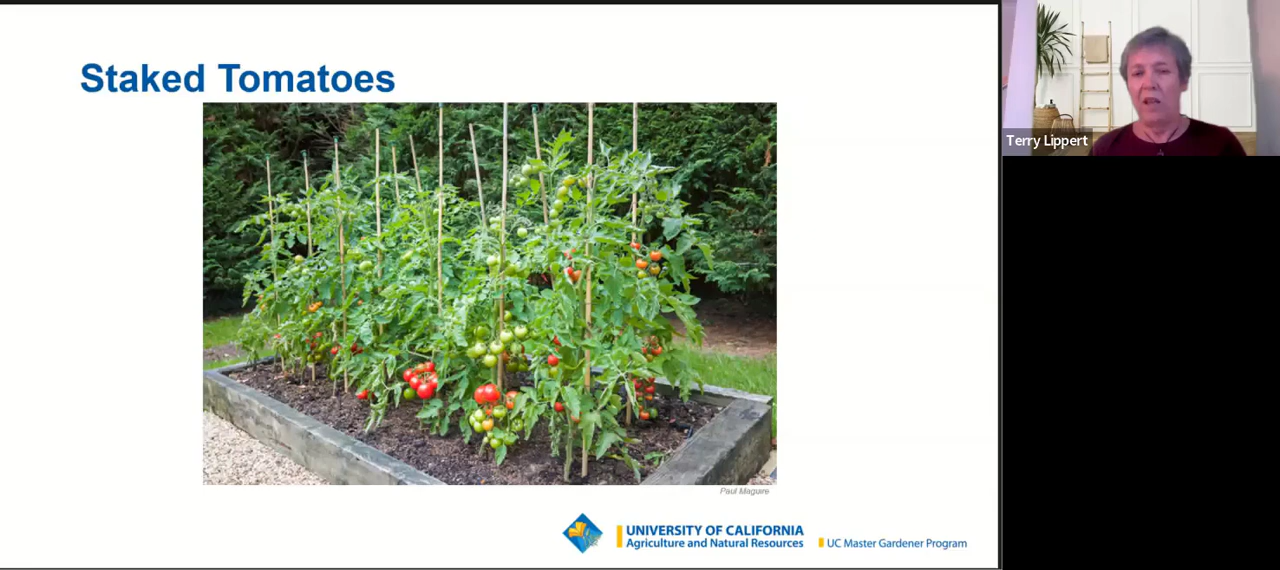 Staked Tomatoes
Terry Lippert
Paul Maguire
UNIVERSITY OF CALIFORNIA
Agriculture and Natural Resources
UC Master Gardener Program